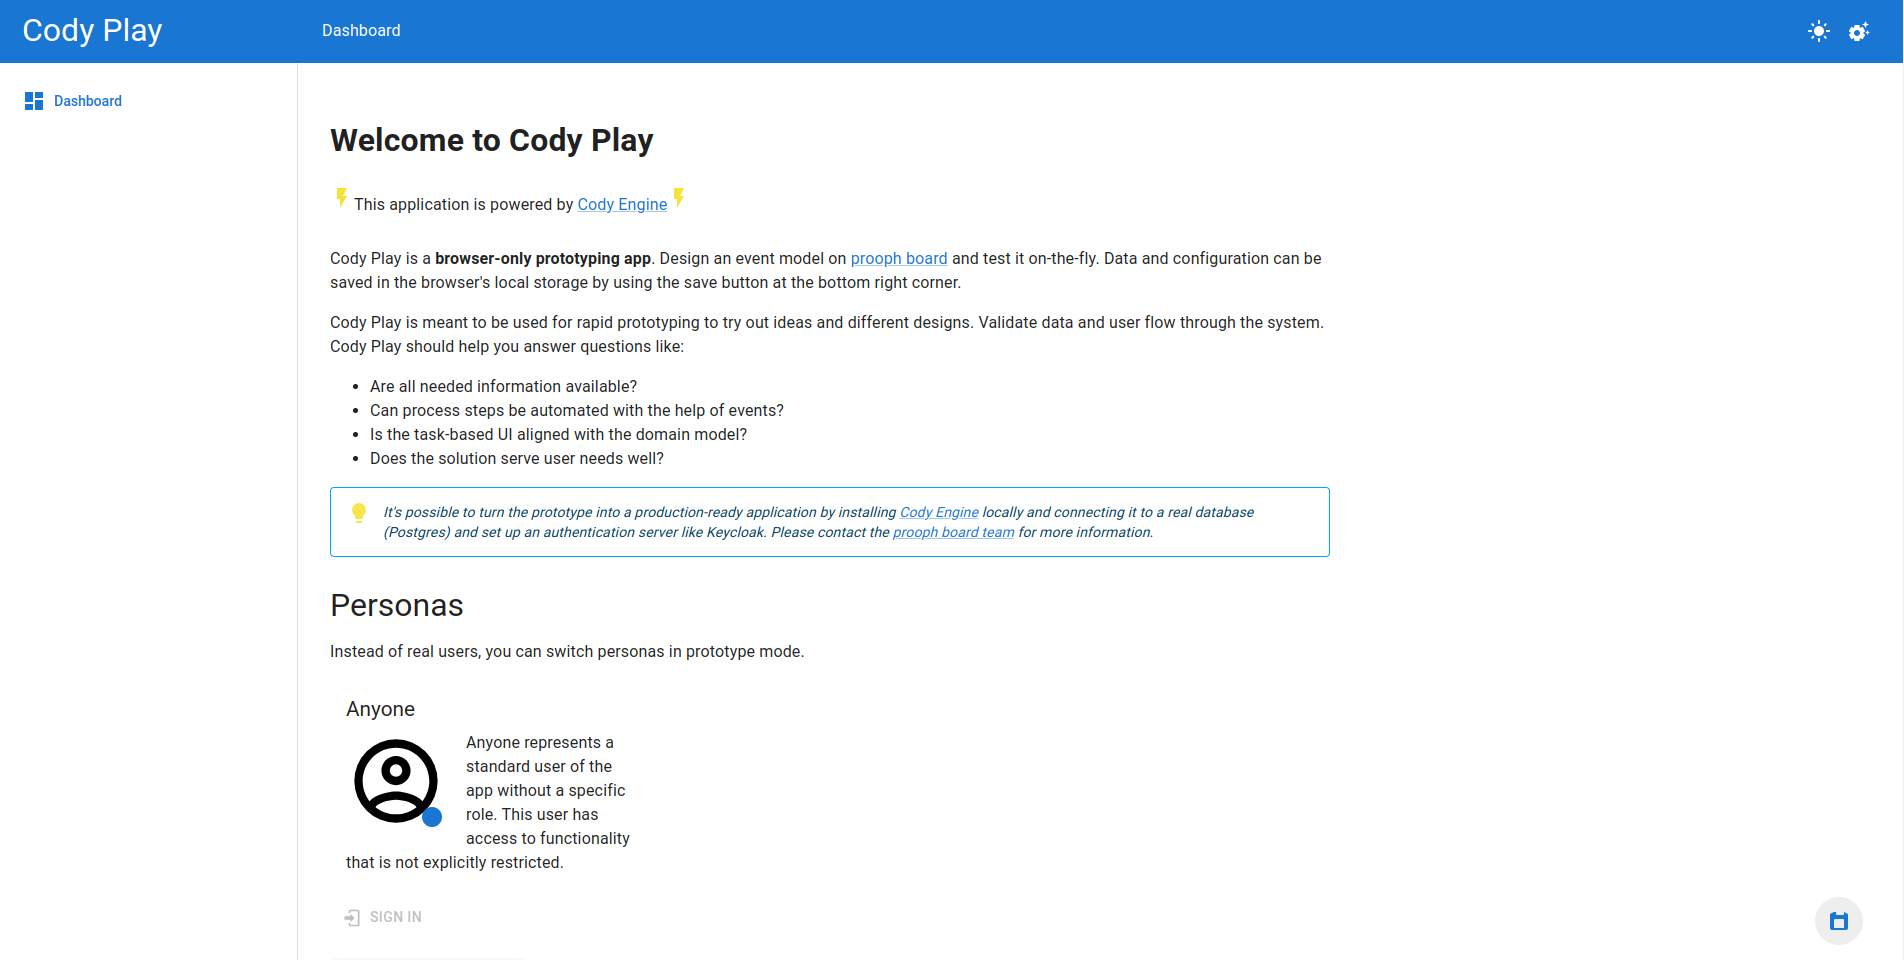 Cody Play
Dashboard
Dashboard
Welcome to Cody Play
This application is powered by Cody Engine
Cody Play is a browser-only prototyping app. Design an event model on prooph board and test it on-the-fly. Data and configuration can be
saved in the browser's local storage by using the save button at the bottom right corner.
Cody Play is meant to be used for rapid prototyping to try out ideas and different designs. Validate data and user flow through the system.
Cody Play should help you answer questions like:
• Are all needed information available?
• Can process steps be automated with the help of events?
• Is the task-based UI aligned with the domain model?
• Does the solution serve user needs well?
It's possible to turn the prototype into a production-ready application by installing Cody Engine locally and connecting it to a real database
(Postgres) and set up an authentication server like Keycloak. Please contact the prooph board team for more information.
Personas
Instead of real users, you can switch personas in prototype mode.
Anyone
Anyone represents a
standard user of the
app without a specific
role. This user has
access to functionality
that is not explicitly restricted.
SIGN IN